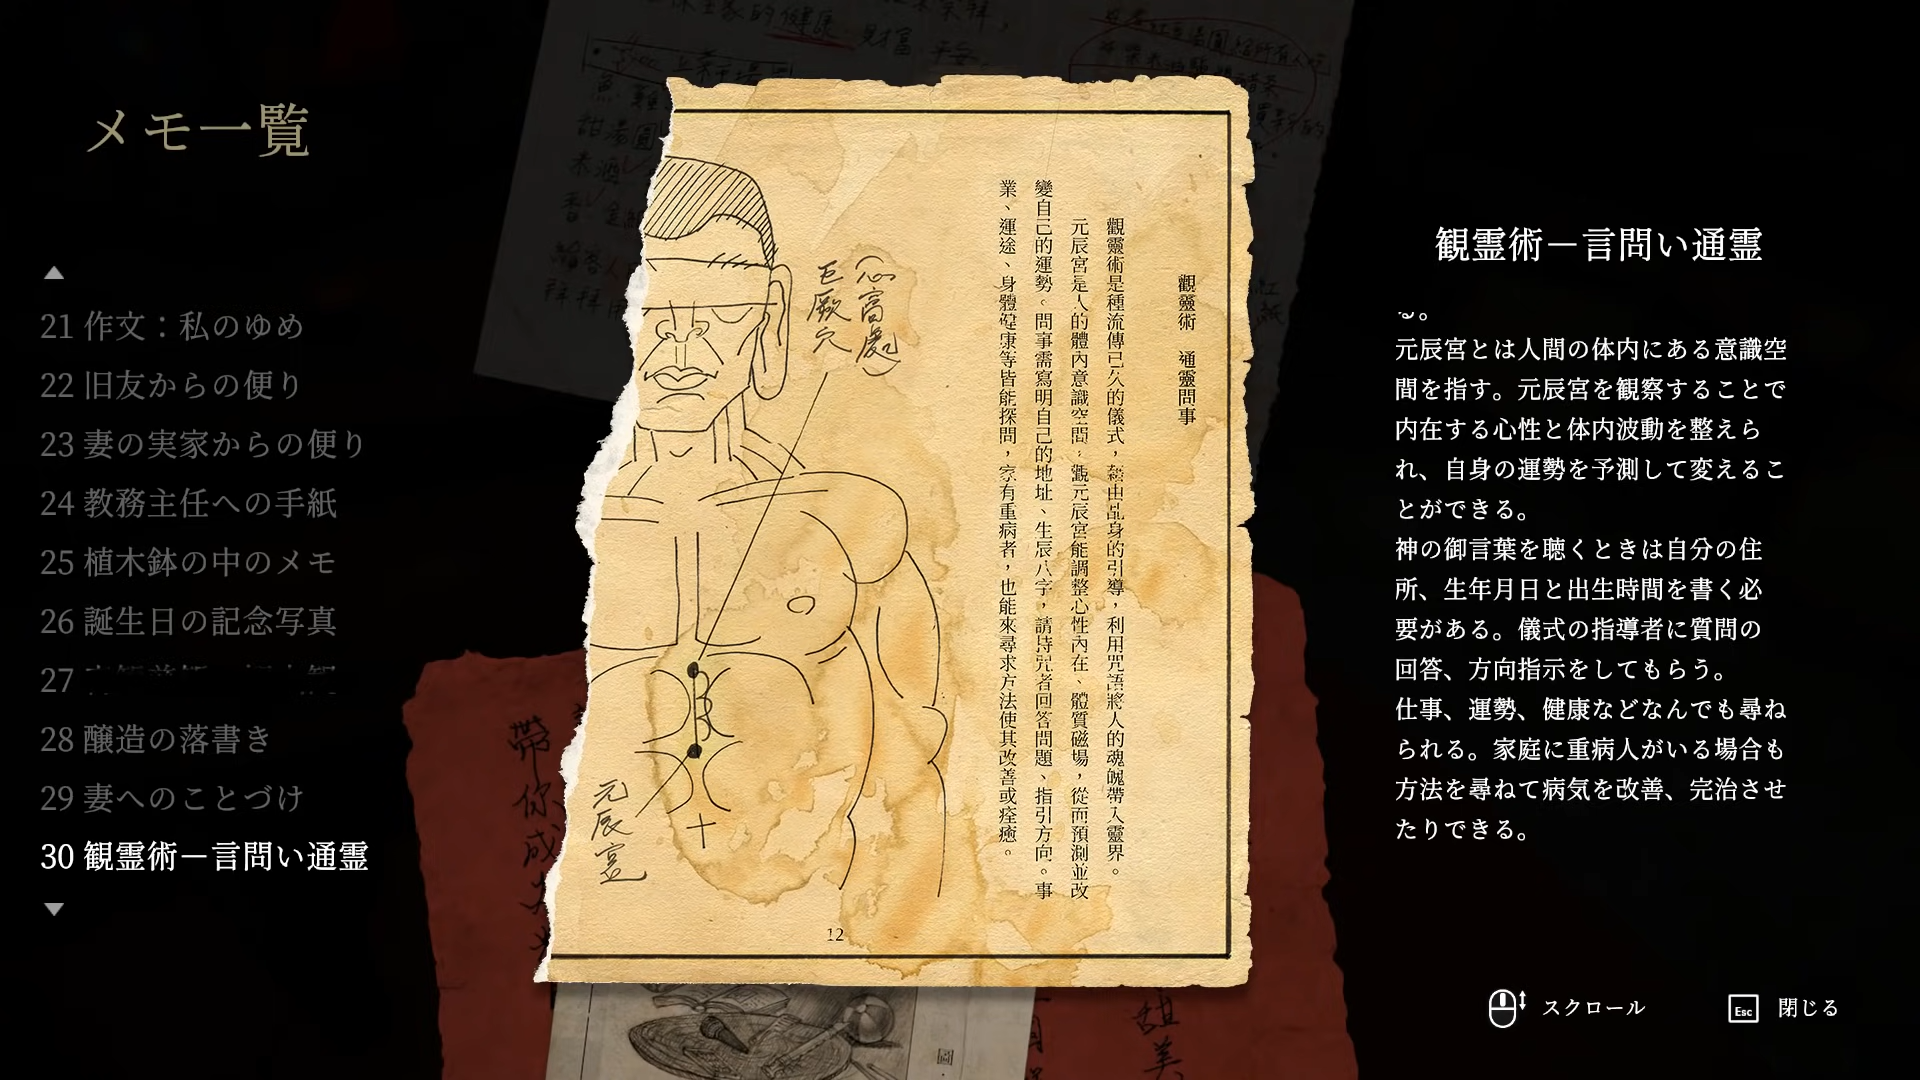 メモ一覧
21 作文：私のゆめ
22 旧友からの便り
23 妻の実家からの便り
24 教務主任への手紙
25 植木鉢の中のメモ
26 誕生日の記念写真
27
28 醸造の落書き
29 妻へのことづけ
30 観霊術－言問い通霊
觀靈術 通靈問事
觀靈術是種流傳已久的儀式，藉由乩身的引導，利用咒語將人的魂魄帶入靈界。
元辰宮是人的體內意識空間。觀元辰宮能調整心性內在、體質磁場，從而預測並改
變自己的運勢。問事需寫明自己的地址、生辰八字，請持咒者回答問題、指引方向。事
業、運途、身體健康等皆能探問，家有重病者，也能來尋求方法使其改善或痊癒。
心窩處
巨厥穴
元辰宮
12
帶你成為
甜美
圖
観霊術－言問い通霊
る。
元辰宮とは人間の体内にある意識空
間を指す。元辰宮を観察することで
内在する心性と体内波動を整えら
れ、自身の運勢を予測して変えるこ
とができる。
神の御言葉を聴くときは自分の住
所、生年月日と出生時間を書く必
要がある。儀式の指導者に質問の
回答、方向指示をしてもらう。
仕事、運勢、健康などなんでも尋ね
られる。家庭に重病人がいる場合も
方法を尋ねて病気を改善、完治させ
たりできる。
スクロール
Esc 閉じる